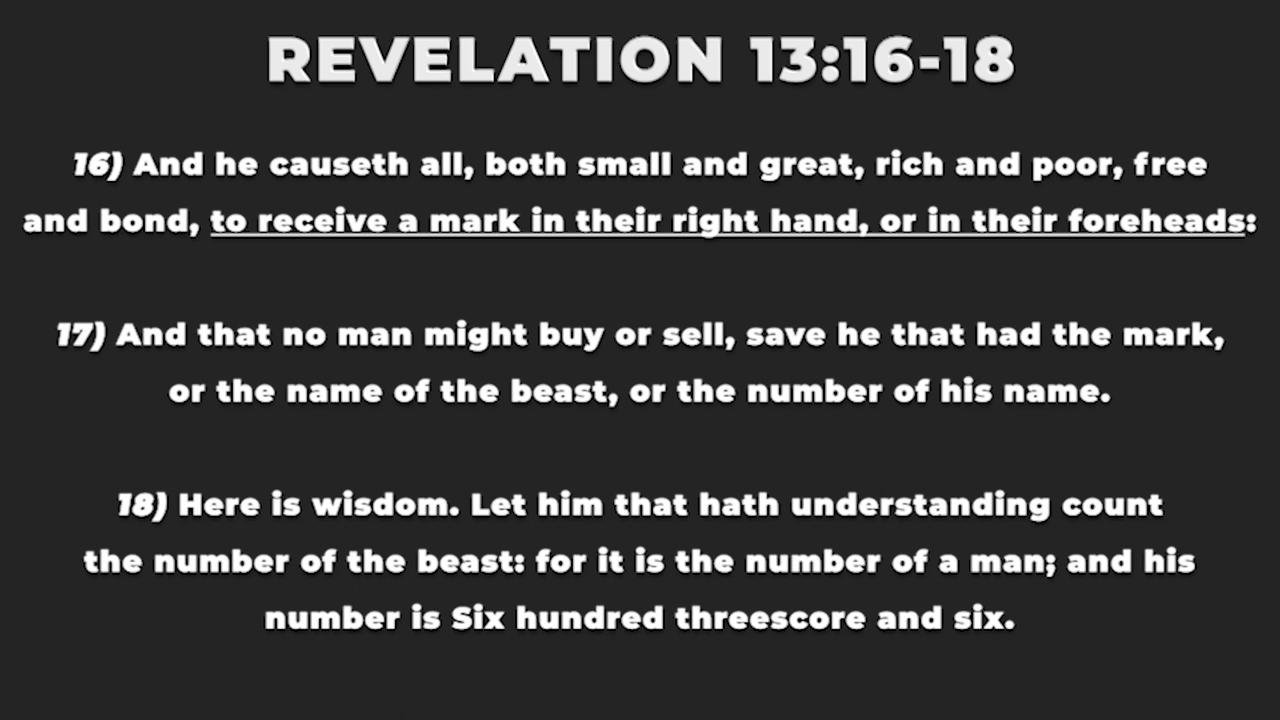 REVELATION 13:16-18
16) And he causeth all, both small and great, rich and poor, free
and bond, to receive a mark in their right hand, or in their foreheads:
17) And that no man might buy or sell, save he that had the mark,
or the name of the beast, or the number of his name.
18) Here is wisdom. Let him that hath understanding count
the number of the beast: for it is the number of a man; and his
number is Six hundred threescore and six.